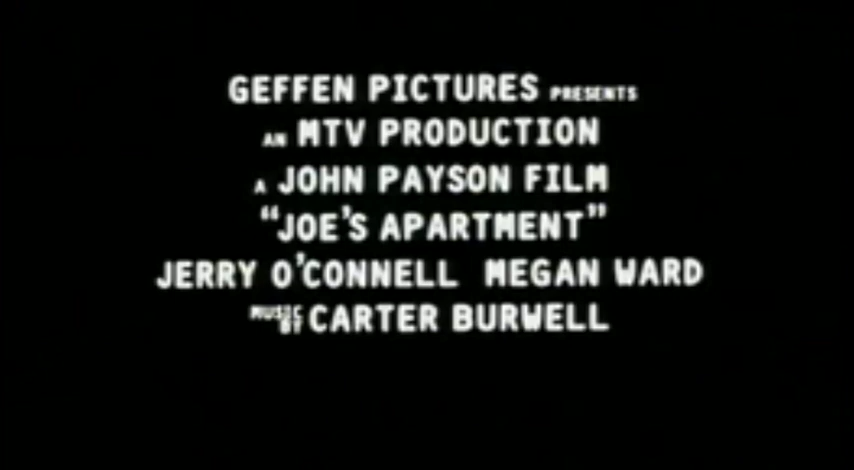 GEFFEN PICTURES PRESENTS
AN MTV PRODUCTION
A JOHN PAYSON FILM
"JOE'S APARTMENT"
JERRY O'CONNELL MEGAN WARD
MUSIC BY CARTER BURWELL